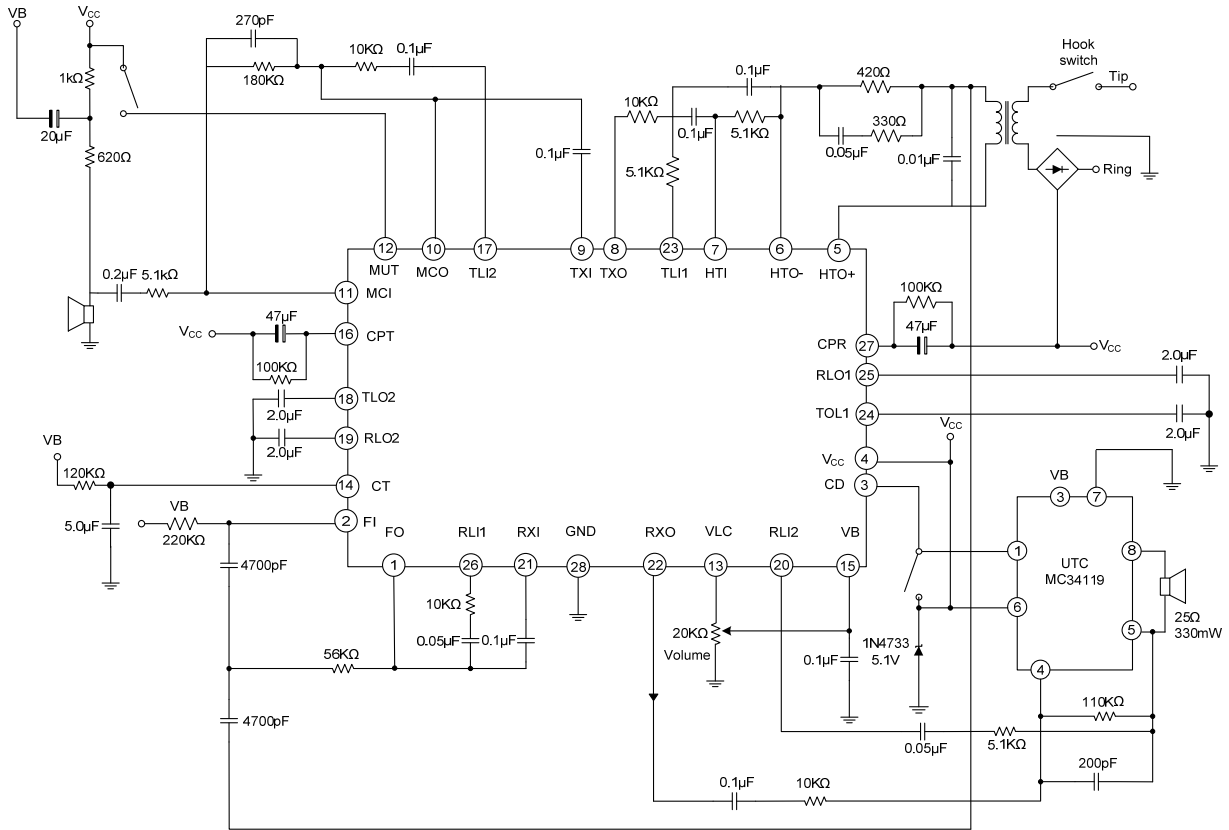 VB
VCC
270pF
1kΩ
180KΩ
10KΩ
0.1µF
20µF
620Ω
0.1µF
0.1µF
10KΩ
0.1µF
5.1KΩ
5.1KΩ
420Ω
330Ω
0.05µF
0.01µF
Hook
switch
Tip
Ring
12
10
17
9
8
23
7
6
5
MUT
MCO
TLI2
TXI
TXO
TLI1
HTI
HTO-
HTO+
0.2µF
5.1kΩ
11
MCI
VCC
47µF
16
CPT
100KΩ
18
TLO2
2.0µF
19
RLO2
2.0µF
VB
120KΩ
14
CT
5.0µF
VB
220KΩ
2
FI
100KΩ
47µF
CPR
27
VCC
RLO1
25
2.0µF
TOL1
24
2.0µF
VCC
VCC
4
CD
3
FO
RLI1
RXI
GND
RXO
VLC
RLI2
VB
1
26
21
28
22
13
20
15
4700pF
10KΩ
0.05µF
0.1µF
56KΩ
4700pF
20KΩ
Volume
0.1µF
1N4733
5.1V
VB
3
7
1
8
UTC
MC34119
6
5
4
25Ω
330mW
110KΩ
0.05µF
5.1KΩ
200pF
0.1µF
10KΩ